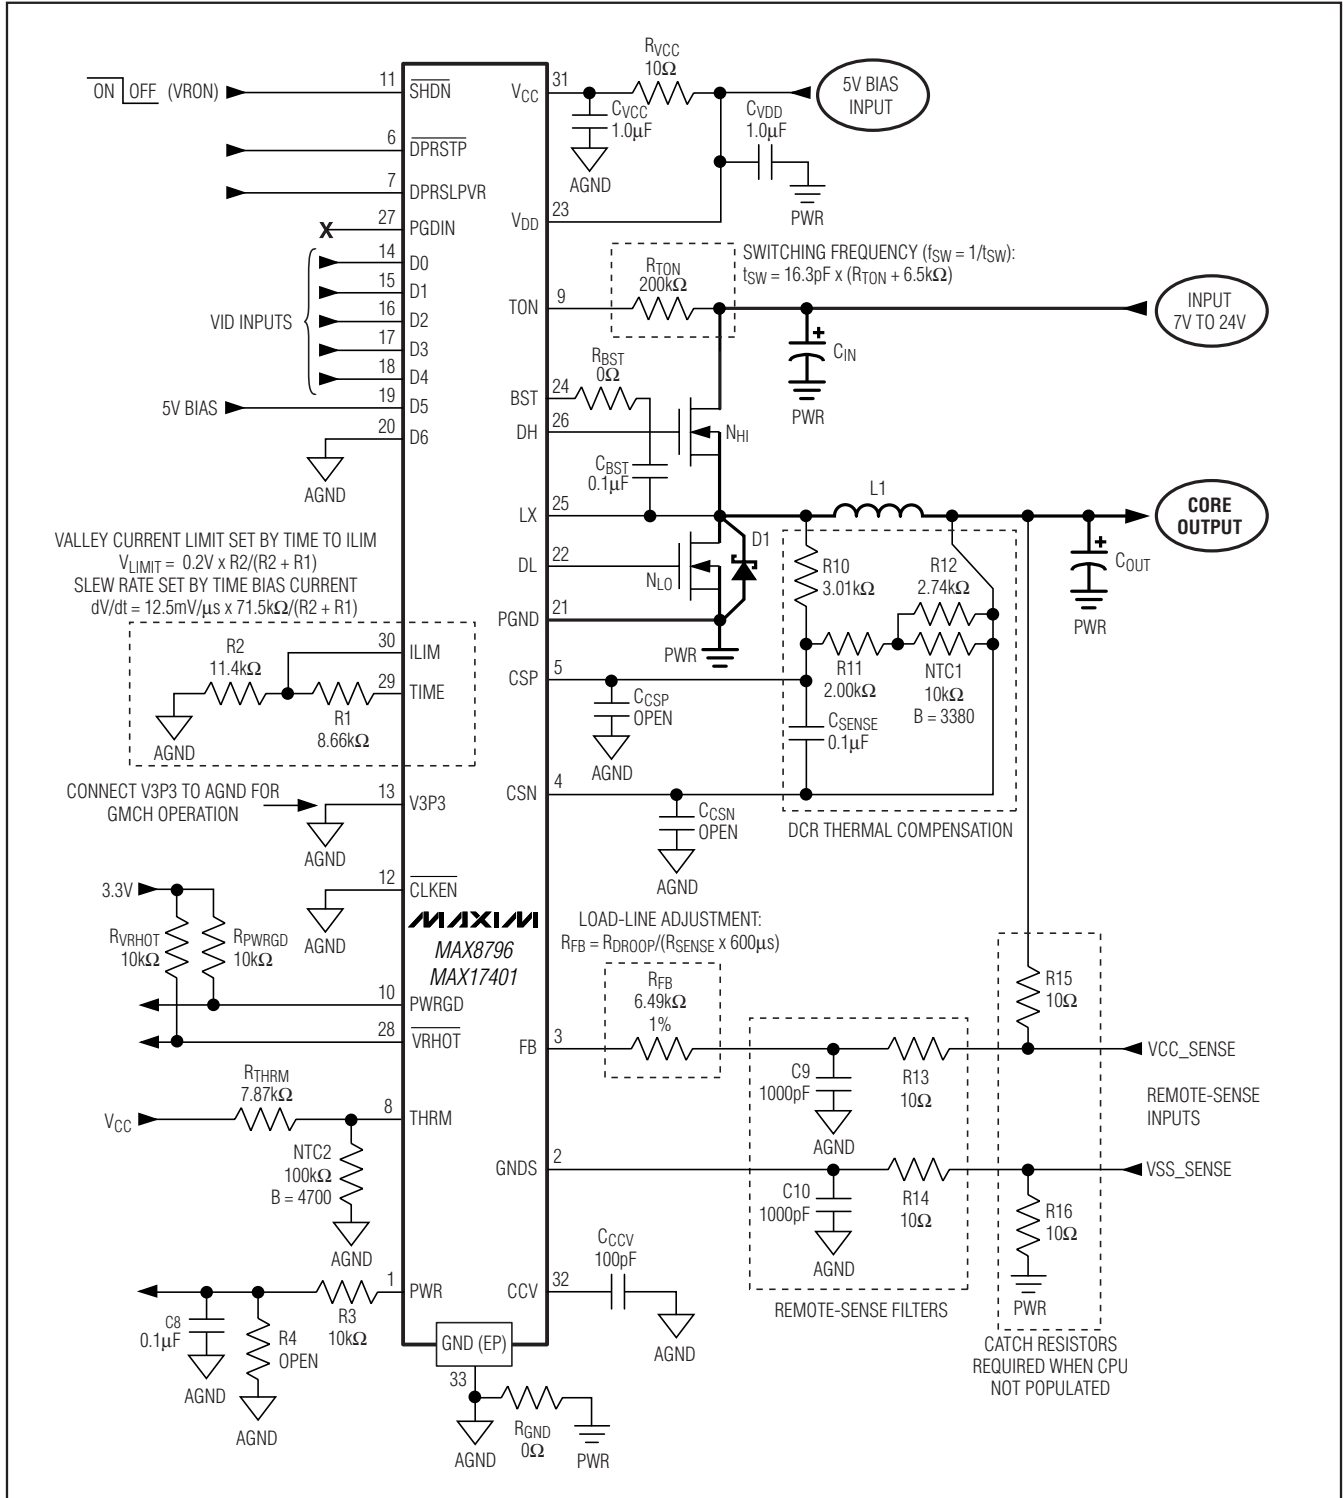 ON OFF (VRON)
11
SHDN
6
DPRSTP
7
DPRSLPVR
27
PGDIN
X
14
D0
15
D1
16
D2
17
D3
18
D4
VID INPUTS
5V BIAS
19
D5
20
D6
AGND
VALLEY CURRENT LIMIT SET BY TIME TO ILIM
VLIMIT = 0.2V x R2/(R2 + R1)
SLEW RATE SET BY TIME BIAS CURRENT
dV/dt = 12.5mV/μs x 71.5kΩ/(R2 + R1)
R2
11.4kΩ
30
ILIM
29
TIME
R1
8.66kΩ
AGND
CONNECT V3P3 TO AGND FOR
GMCH OPERATION
13
V3P3
AGND
12
CLKEN
AGND
3.3V
RVRHOT
10kΩ
RPWRGD
10kΩ
10
PWRGD
28
VRHOT
RTHRM
7.87kΩ
VCC
8
THRM
NTC2
100kΩ
B = 4700
AGND
1
PWR
R3
10kΩ
C8
0.1μF
R4
OPEN
AGND
AGND
MAXIM
MAX8796
MAX17401
GND (EP)
33
AGND
RGND
0Ω
PWR
VCC
31
RVCC
10Ω
CVCC
1.0μF
AGND
CVDD
1.0μF
PWR
5V BIAS
INPUT
VDD
23
SWITCHING FREQUENCY (fSW = 1/tSW):
tSW = 16.3pF x (RTON + 6.5kΩ)
RTON
200kΩ
TON
9
INPUT
7V TO 24V
CIN
PWR
RBST
0Ω
BST
24
DH
26
NHI
CBST
0.1μF
LX
25
L1
CORE
OUTPUT
COUT
PWR
DL
22
NLO
D1
PGND
21
PWR
R10
3.01kΩ
R12
2.74kΩ
R11
2.00kΩ
NTC1
10kΩ
B = 3380
CSP
5
CCSP
OPEN
AGND
CSENSE
0.1μF
CSN
4
CCSN
OPEN
AGND
DCR THERMAL COMPENSATION
LOAD-LINE ADJUSTMENT:
RFB = RDROOP/(RSENSE x 600μs)
RFB
6.49kΩ
1%
FB
3
C9
1000pF
AGND
R13
10Ω
R15
10Ω
VCC_SENSE
REMOTE-SENSE
INPUTS
GNDS
2
C10
1000pF
AGND
R14
10Ω
VSS_SENSE
R16
10Ω
PWR
CCCV
100pF
CCV
32
AGND
REMOTE-SENSE FILTERS
CATCH RESISTORS
REQUIRED WHEN CPU
NOT POPULATED